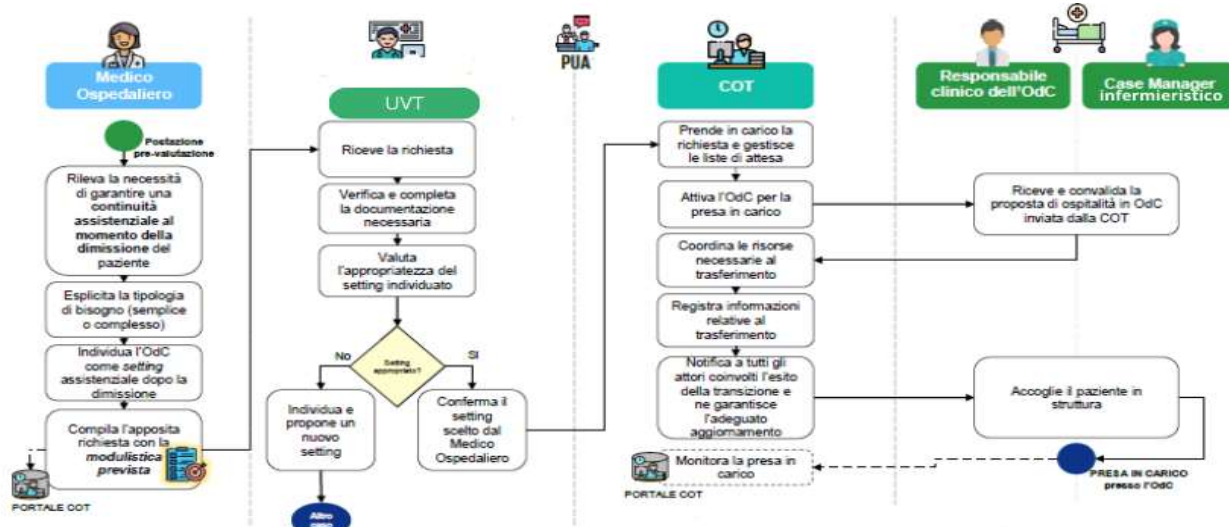 Medico
Ospedaliero
UVT
PUA
COT
Responsabile
clinico dell'OdC
Case Manager
infermieristico
Postazione
pre-valutazione
Rileva la necessità
di garantire una
continuità
assistenziale al
momento della
dimissione del
paziente
Esplicita la tipologia
di bisogno (semplice
o complesso)
Individua l'OdC
come setting
assistenziale dopo la
dimissione
Compila l'apposita
richiesta con la
modulistica
prevista
PORTALE COT
Riceve la richiesta
Verifica e completa
la documentazione
necessaria
Valuta
l'appropriatezza del
setting individuato
Setting
appropriato?
No
SI
Individua e
propone un
nuovo
setting
Conferma il
setting
scelto dal
Medico
Ospedaliero
Altro
Prende in carico la
richiesta e gestisce
le liste di attesa
Attiva l'OdC per la
presa in carico
Coordina le risorse
necessarie al
trasferimento
Registra informazioni
relative al
trasferimento
Notifica a tutti gli
attori coinvolti l'esito
della transizione e
ne garantisce
l'adeguato
aggiornamento
Monitora la presa in
carico
PORTALE COT
Riceve e convalida la
proposta di ospitalità in OdC
inviata dalla COT
Accoglie il paziente in
struttura
PRESA IN CARICO
presso l'OdC